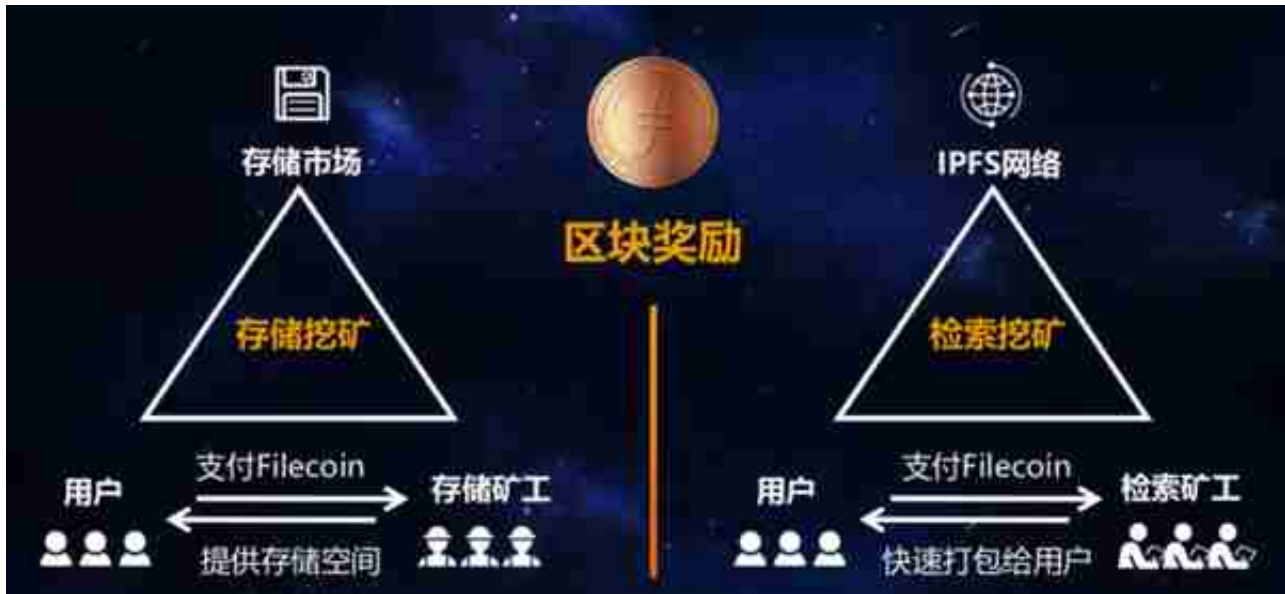 存储市场
存储挖矿
用户
支付Filecoin
存储矿工
提供存储空间
区块奖励
IPFS网络
检索挖矿
用户
支付Filecoin
检索矿工
快速打包给用户